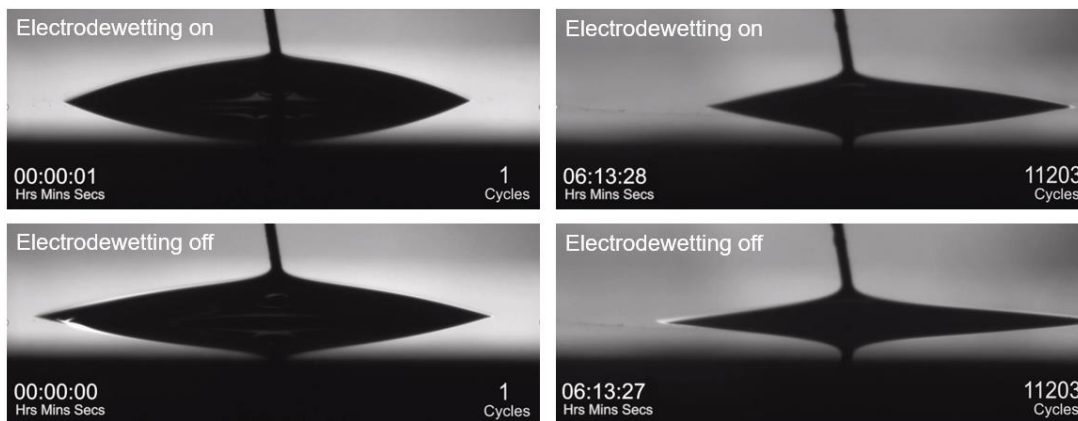 Electrodewetting on
00:00:01
Hrs Mins Secs
1
Cycles
Electrodewetting on
06:13:28
Hrs Mins Secs
11203
Cycles
Electrodewetting off
00:00:00
Hrs Mins Secs
1
Cycles
Electrodewetting off
06:13:27
Hrs Mins Secs
11203
Cycles